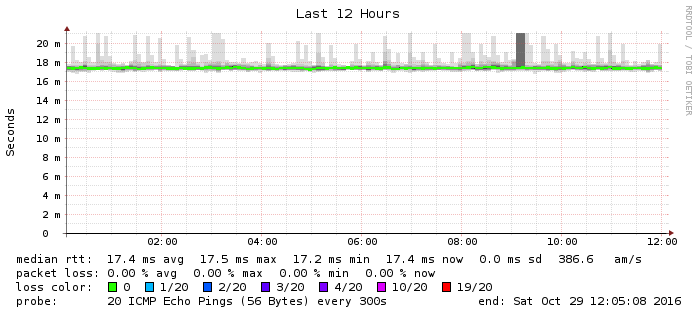 Last 12 Hours
RRDTOOL / TOBI OETIKER
Seconds
20 m
18 m
16 m
14 m
12 m
10 m
8 m
6 m
4 m
2 m
0
02:00 04:00 06:00 08:00 10:00 12:00
median rtt: 17.4 ms avg 17.5 ms max 17.2 ms min 17.4 ms now 0.0 ms sd 386.6 am/s
packet loss: 0.00 % avg 0.00 % max 0.00 % min 0.00 % now
loss color: 0 1/20 2/20 3/20 4/20 10/20 19/20
probe: 20 ICMP Echo Pings (56 Bytes) every 300s end: Sat Oct 29 12:05:08 2016